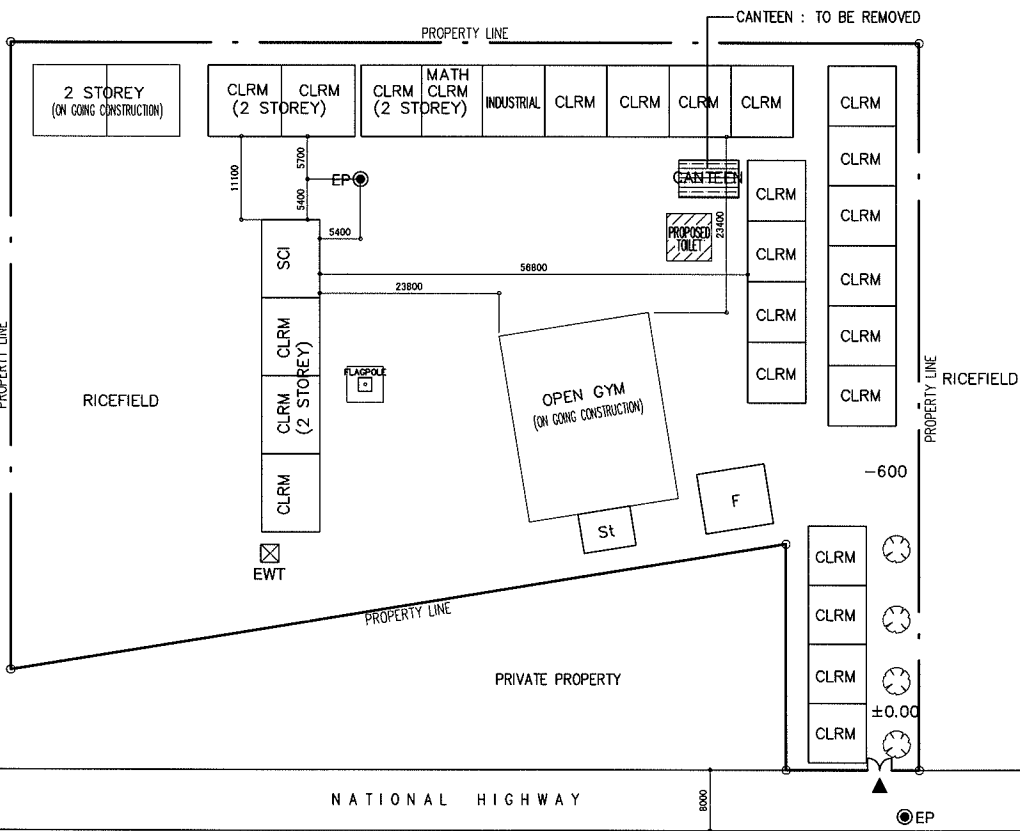 CANTEEN : TO BE REMOVED
PROPERTY LINE
2 STOREY
(ON GOING CONSTRUCTION)
CLRM
CLRM
(2 STOREY)
CLRM
MATH
CLRM
(2 STOREY)
INDUSTRIAL
CLRM
CLRM
CLRM
CLRM
CLRM
CLRM
CLRM
CLRM
CLRM
CLRM
11100
5700
5400
EP
5400
CANTEEN
PROPOSED
TOILET
23400
CLRM
CLRM
CLRM
CLRM
SCI
CLRM
CLRM
(2 STOREY)
CLRM
56800
23800
FLAGPOLE
OPEN GYM
(ON GOING CONSTRUCTION)
PROPERTY LINE
RICEFIELD
PROPERTY LINE
RICEFIELD
-600
F
St
EWT
PROPERTY LINE
PRIVATE PROPERTY
CLRM
CLRM
CLRM
CLRM
±0.00
NATIONAL HIGHWAY
8000
EP